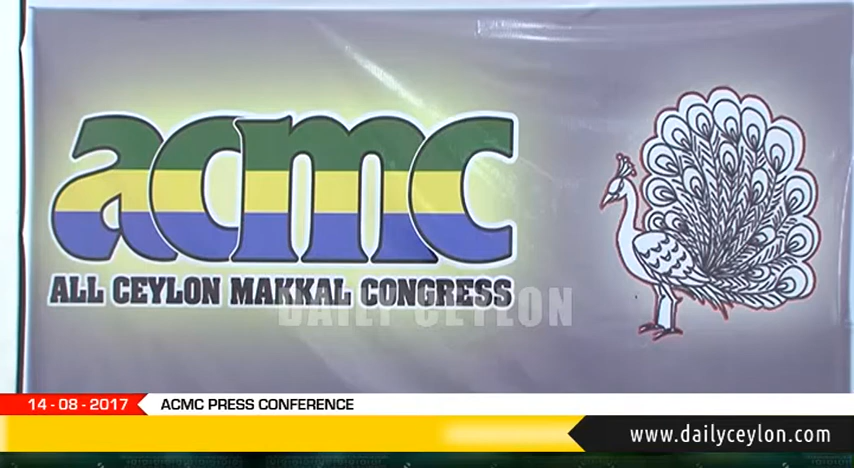 acmc
ALL CEYLON MAKKAL CONGRESS
DAILY CEYLON
14 - 08 - 2017 ACMC PRESS CONFERENCE
www.dailyceylon.com